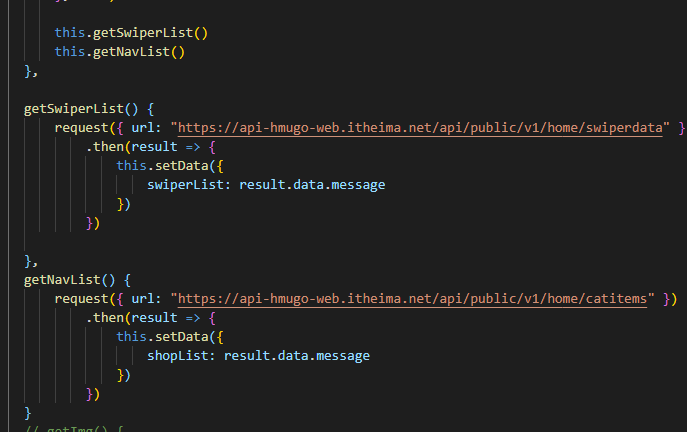 this.getSwiperList()
this.getNavList()
},
getSwiperList() {
request({ url: "https://api-hmugo-web.itheima.net/api/public/v1/home/swiperdata" }
.then(result => {
this.setData({
swiperList: result.data.message
})
})
},
getNavList() {
request({ url: "https://api-hmugo-web.itheima.net/api/public/v1/home/catitems" })
.then(result => {
this.setData({
shopList: result.data.message
})
})
}
// getImg() {